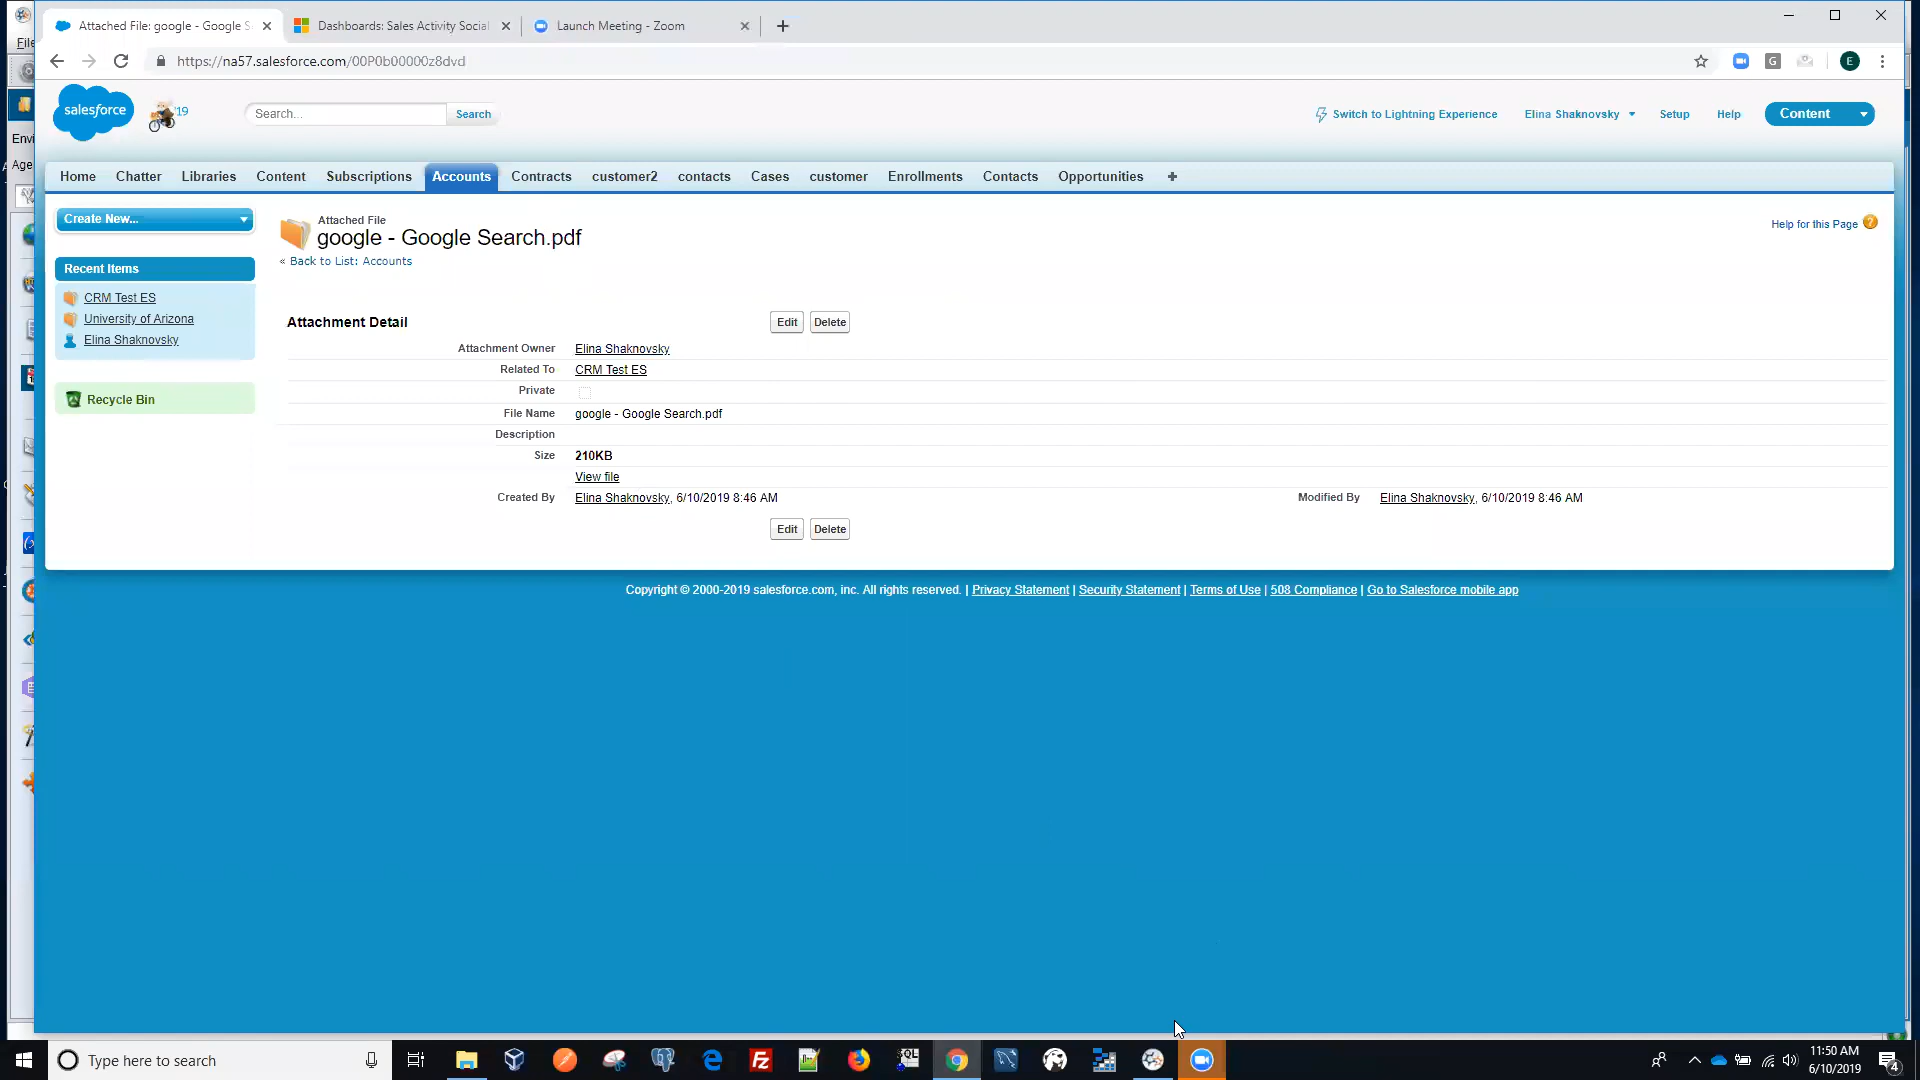 Attached File: google - Google S
Dashboards: Sales Activity Social
Launch Meeting - Zoom
File
https://na57.salesforce.com/00P0b00000z8dvd
G
E
salesforce
'19
Search...
Search
Switch to Lightning Experience
Elina Shaknovsky
Setup
Help
Content
Envi
Age
Home
Chatter
Libraries
Content
Subscriptions
Accounts
Contracts
customer2
contacts
Cases
customer
Enrollments
Contacts
Opportunities
+
Create New...
Attached File
google - Google Search.pdf
« Back to List: Accounts
Help for this Page
?
Recent Items
CRM Test ES
University of Arizona
Elina Shaknovsky
Recycle Bin
Attachment Detail
Edit
Delete
Attachment Owner
Elina Shaknovsky
Related To
CRM Test ES
Private
File Name
google - Google Search.pdf
Description
Size
210KB
View file
Created By
Elina Shaknovsky, 6/10/2019 8:46 AM
Modified By
Elina Shaknovsky, 6/10/2019 8:46 AM
Edit
Delete
Copyright © 2000-2019 salesforce.com, inc. All rights reserved. | Privacy Statement | Security Statement | Terms of Use | 508 Compliance | Go to Salesforce mobile app
Type here to search
Fz
SQL
11:50 AM
6/10/2019
4